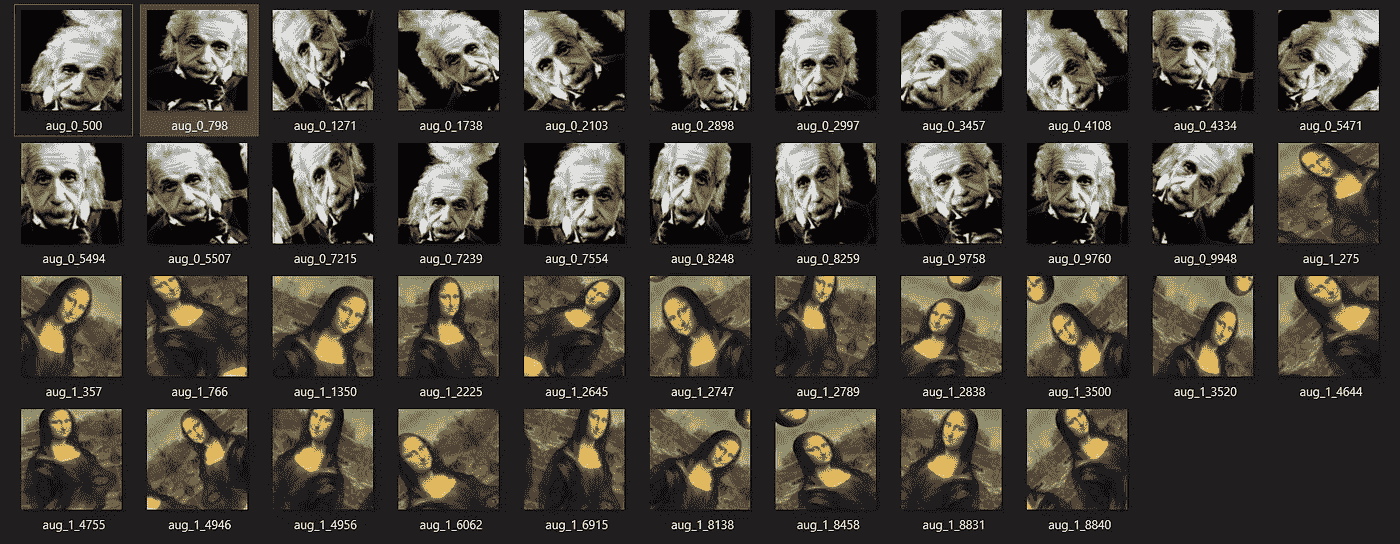 aug_0_500 aug_0_798 aug_0_1271 aug_0_1738 aug_0_2103 aug_0_2898 aug_0_2997 aug_0_3457 aug_0_4108 aug_0_4334 aug_0_5471
aug_0_5494 aug_0_5507 aug_0_7215 aug_0_7239 aug_0_7554 aug_0_8248 aug_0_8259 aug_0_9758 aug_0_9760 aug_0_9948 aug_1_275
aug_1_357 aug_1_766 aug_1_1350 aug_1_2225 aug_1_2645 aug_1_2747 aug_1_2789 aug_1_2838 aug_1_3500 aug_1_3520 aug_1_4644
aug_1_4755 aug_1_4946 aug_1_4956 aug_1_6062 aug_1_6915 aug_1_8138 aug_1_8458 aug_1_8831 aug_1_8840